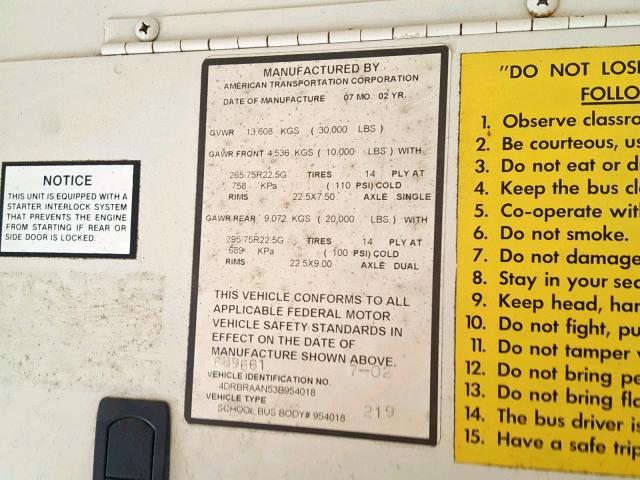 NOTICE
THIS UNIT IS EQUIPPED WITH A
STARTER INTERLOCK SYSTEM
THAT PREVENTS THE ENGINE
FROM STARTING IF REAR OR
SIDE DOOR IS LOCKED.
MANUFACTURED BY
AMERICAN TRANSPORTATION CORPORATION
DATE OF MANUFACTURE 07 MO. 02 YR.
GVWR 13,608 KGS ( 30,000 LBS )
GAWR FRONT 4,536 KGS ( 10,000 LBS ) WITH
265/75R22.5G TIRES 14 PLY AT
758 KPa ( 110 PSI) COLD
RIMS 22.5X7.50 AXLE SINGLE
GAWR REAR 9,072 KGS ( 20,000 LBS ) WITH
295/75R22.5G TIRES 14 PLY AT
689 KPa ( 100 PSI) COLD
RIMS 22.5X9.00 AXLE DUAL
THIS VEHICLE CONFORMS TO ALL
APPLICABLE FEDERAL MOTOR
VEHICLE SAFETY STANDARDS IN
EFFECT ON THE DATE OF
MANUFACTURE SHOWN ABOVE.
7-02
VEHICLE IDENTIFICATION NO.
4DRBRAAN53B954018
VEHICLE TYPE
SCHOOL BUS BODY# 954018 219
"DO NOT LOSE
FOLLO
1. Observe classro
2. Be courteous, us
3. Do not eat or d
4. Keep the bus cl
5. Co-operate with
6. Do not smoke.
7. Do not damage
8. Stay in your sea
9. Keep head, han
10. Do not fight, pu
11. Do not tamper w
12. Do not bring pe
13. Do not bring fla
14. The bus driver is
15. Have a safe trip